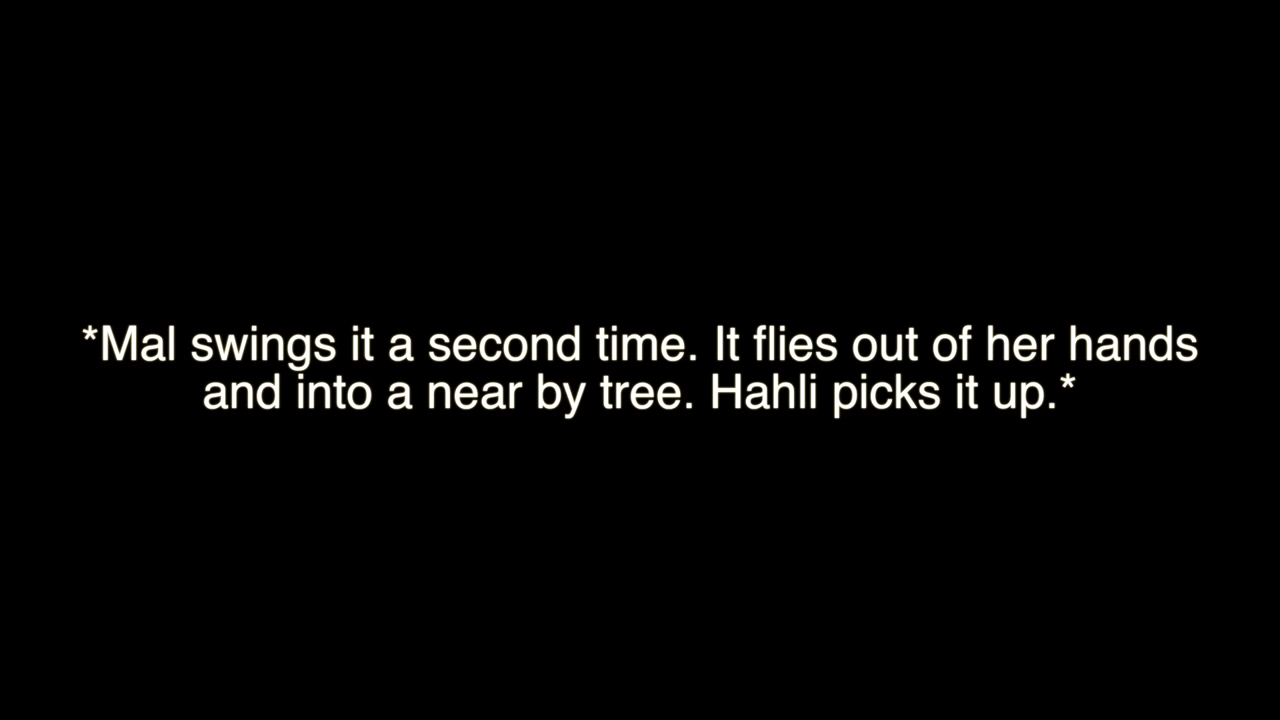 *Mal swings it a second time. It flies out of her hands
and into a near by tree. Hahli picks it up.*